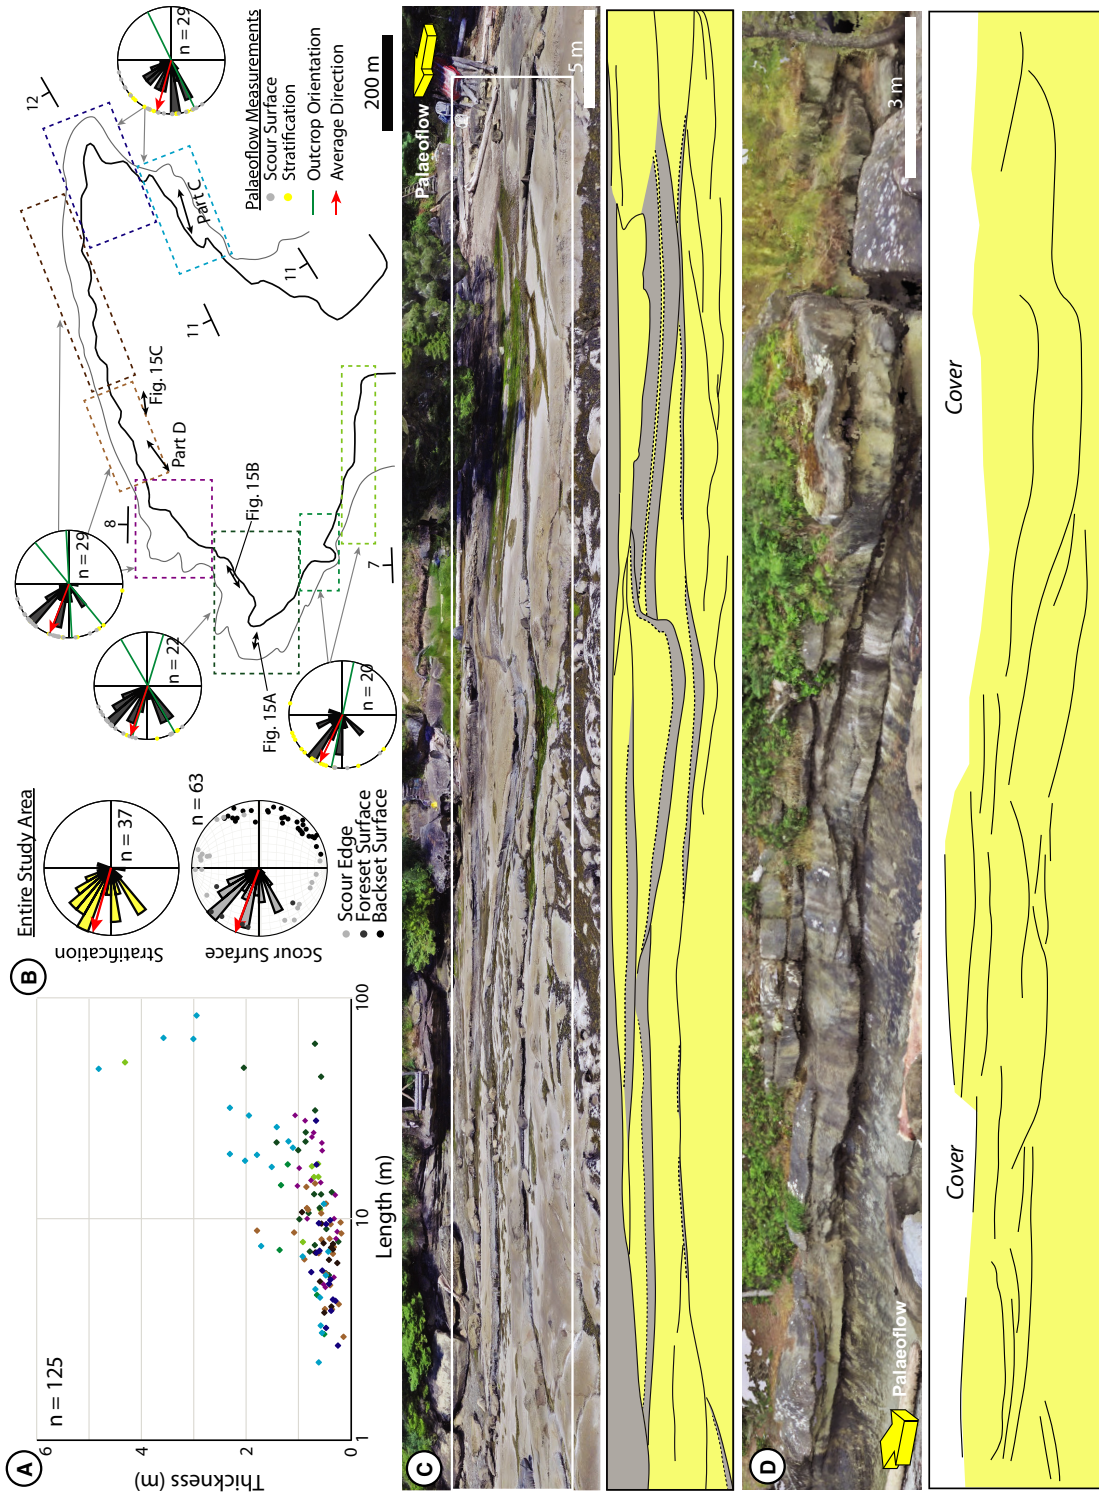 A
n = 125
Thickness (m)
6
4
2
0
1
10
100
Length (m)
B
Entire Study Area
Stratification
n = 37
Scour Surface
n = 63
Scour Edge
Foreset Surface
Backset Surface
n = 29
n = 22
n = 20
n = 29
Fig. 15A
Fig. 15B
Part D
Fig. 15C
Part C
7
8
11
11
12
Palaeoflow Measurements
Scour Surface
Stratification
Outcrop Orientation
Average Direction
200 m
C
Palaeoflow
5 m
D
Palaeoflow
3 m
Cover
Cover